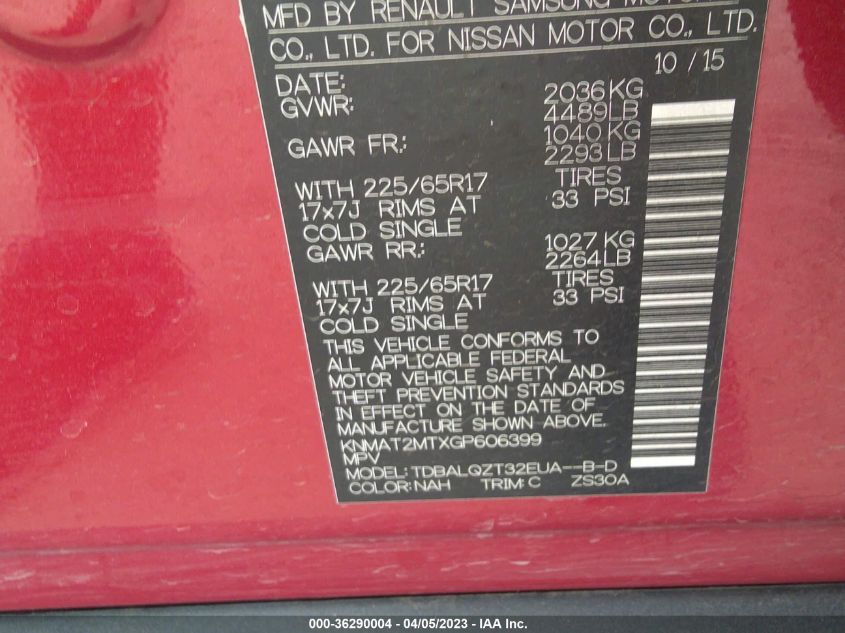 MFD BY RENAULT SAMSUNG MOTORS
CO., LTD. FOR NISSAN MOTOR CO., LTD.
10 / 15
DATE:
GVWR: 2036KG
4489LB
GAWR FR.: 1040KG
2293LB
WITH 225/65R17 TIRES
17x7J RIMS AT 33 PSI
COLD SINGLE
GAWR RR.: 1027 KG
2264LB
WITH 225/65R17 TIRES
17x7J RIMS AT 33 PSI
COLD SINGLE
THIS VEHICLE CONFORMS TO
ALL APPLICABLE FEDERAL
MOTOR VEHICLE SAFETY AND
THEFT PREVENTION STANDARDS
IN EFFECT ON THE DATE OF
MANUFACTURE SHOWN ABOVE.
KNMAT2MTXGP606399
MPV
MODEL: TDBALQZT32EUA--B-D
COLOR: NAH TRIM: C ZS30A
000-36290004 - 04/05/2023 - IAA Inc.